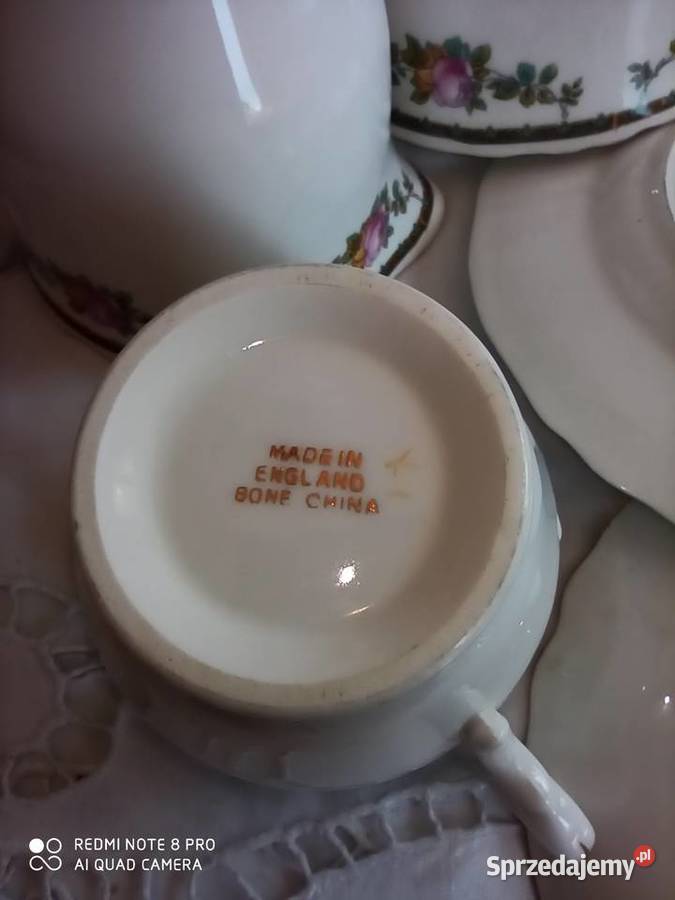 MADE IN
ENGLAND
BONE CHINA
REDMI NOTE 8 PRO
AI QUAD CAMERA
Sprzedajemy.pl